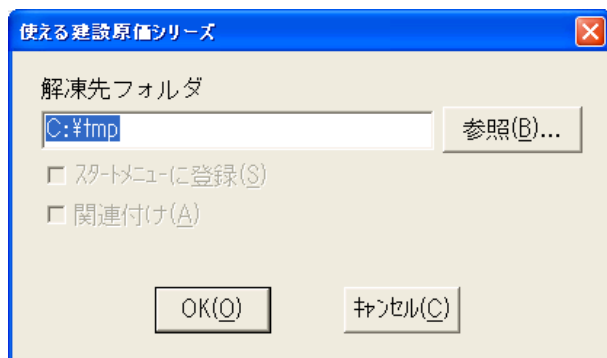 使える建設原価シリーズ
解凍先フォルダ
C:¥tmp
参照(B)...
スタートメニューに登録(S)
関連付け(A)
OK(O)
キャンセル(C)